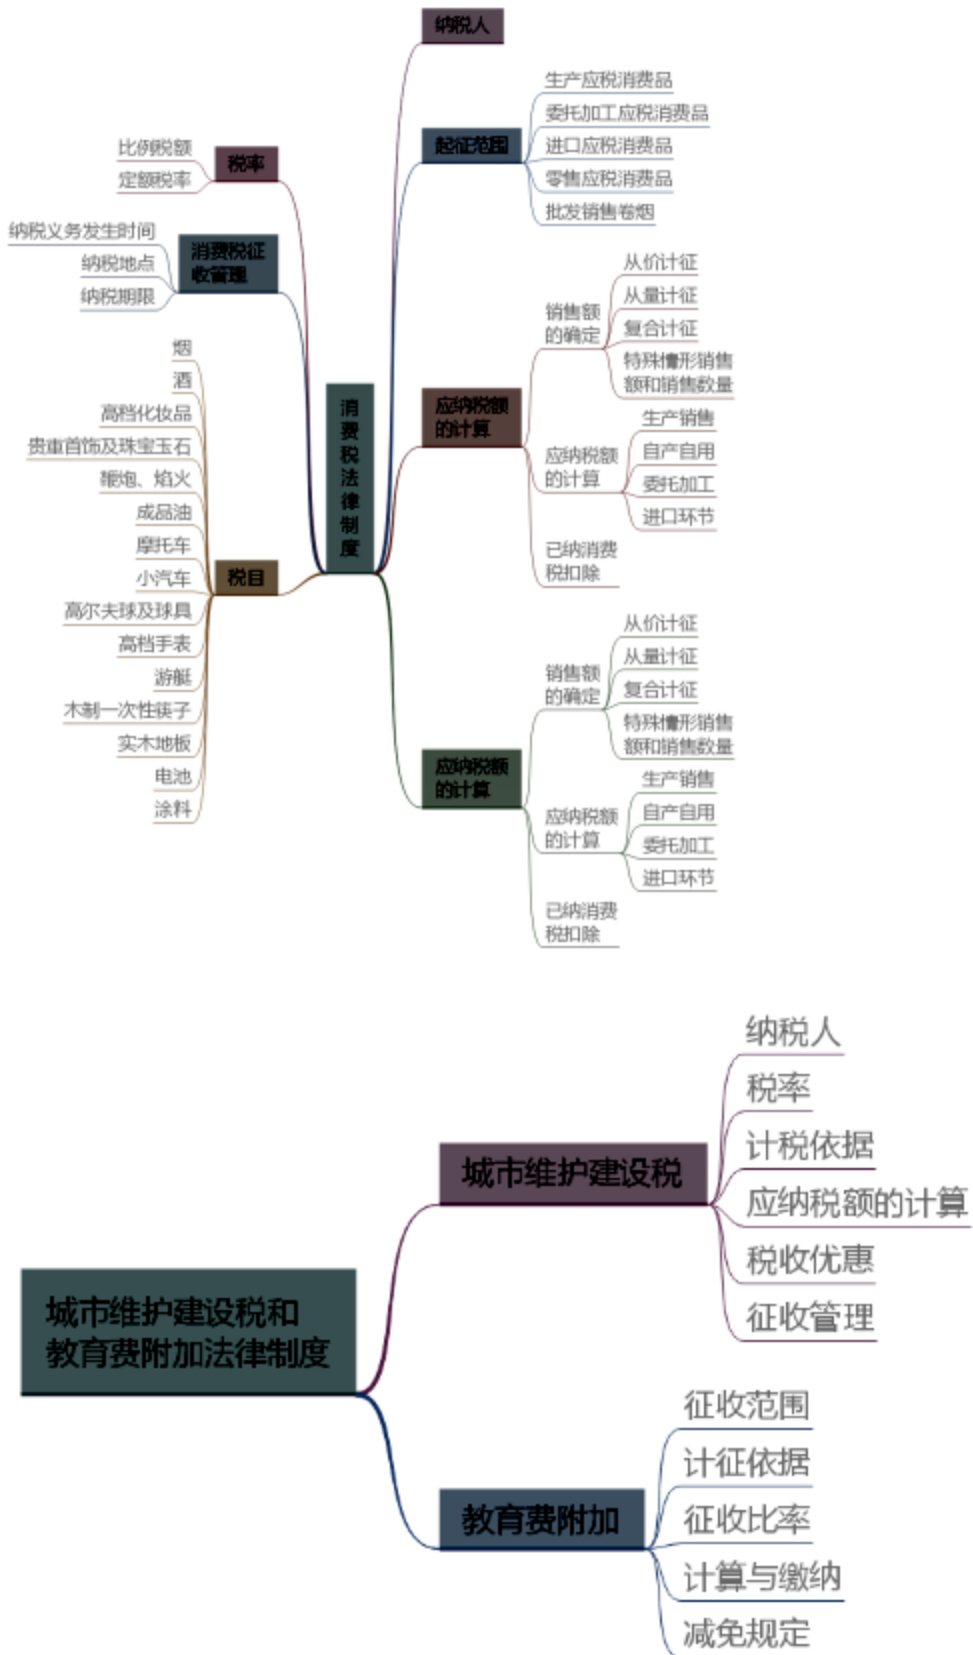 纳税人
起征范围
生产应税消费品
委托加工应税消费品
进口应税消费品
零售应税消费品
批发销售卷烟
税率
比例税额
定额税率
消费税征
收管理
纳税义务发生时间
纳税地点
纳税期限
税目
烟
酒
高档化妆品
贵重首饰及珠宝玉石
鞭炮、焰火
成品油
摩托车
小汽车
高尔夫球及球具
高档手表
游艇
木制一次性筷子
实木地板
电池
涂料
消
费
税
法
律
制
度
应纳税额
的计算
销售额
的确定
从价计征
从量计征
复合计征
特殊情形销售
额和销售数量
应纳税额
的计算
生产销售
自产自用
委托加工
进口环节
已纳消费
税扣除
应纳税额
的计算
销售额
的确定
从价计征
从量计征
复合计征
特殊情形销售
额和销售数量
应纳税额
的计算
生产销售
自产自用
委托加工
进口环节
已纳消费
税扣除
城市维护建设税和
教育费附加法律制度
城市维护建设税
纳税人
税率
计税依据
应纳税额的计算
税收优惠
征收管理
教育费附加
征收范围
计征依据
征收比率
计算与缴纳
减免规定